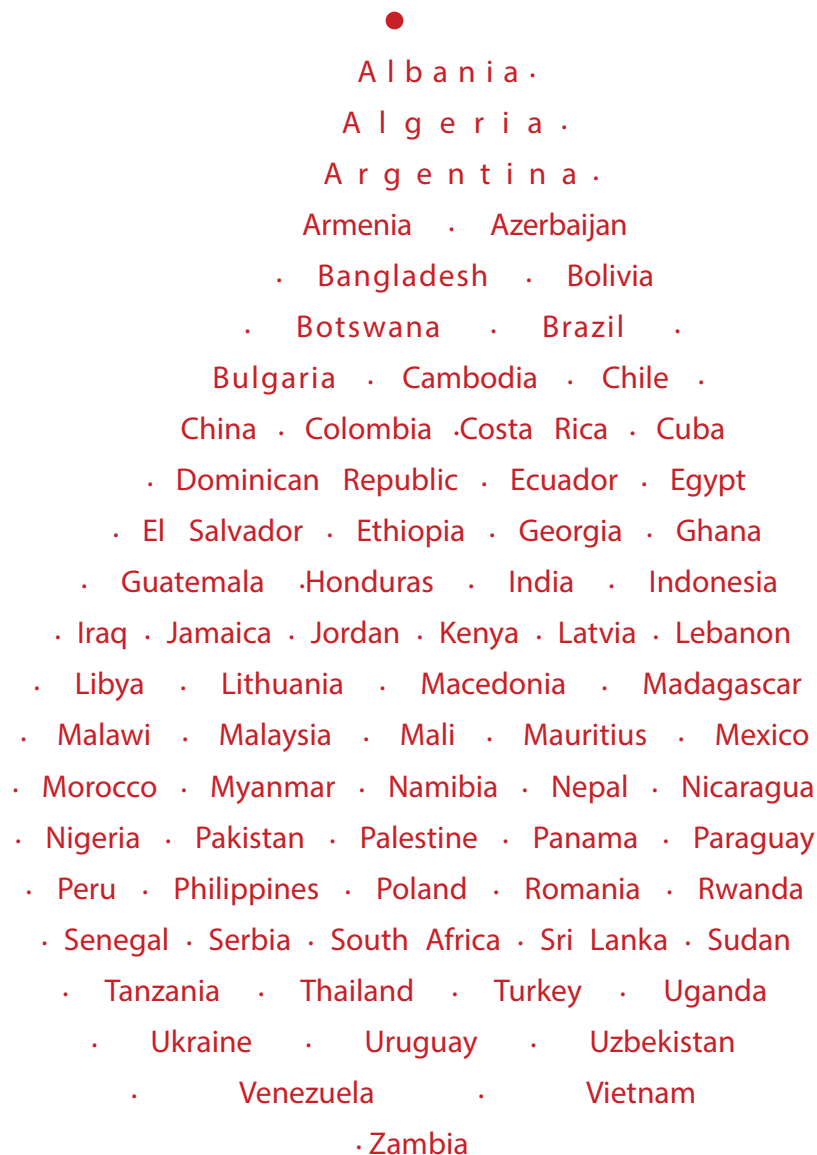 Albania ·
Algeria ·
Argentina ·
Armenia · Azerbaijan
· Bangladesh · Bolivia
· Botswana · Brazil ·
Bulgaria · Cambodia · Chile ·
China · Colombia ·Costa Rica · Cuba
· Dominican Republic · Ecuador · Egypt
· El Salvador · Ethiopia · Georgia · Ghana
· Guatemala ·Honduras · India · Indonesia
· Iraq · Jamaica · Jordan · Kenya · Latvia · Lebanon
· Libya · Lithuania · Macedonia · Madagascar
· Malawi · Malaysia · Mali · Mauritius · Mexico
· Morocco · Myanmar · Namibia · Nepal · Nicaragua
· Nigeria · Pakistan · Palestine · Panama · Paraguay
· Peru · Philippines · Poland · Romania · Rwanda
· Senegal · Serbia · South Africa · Sri Lanka · Sudan
· Tanzania · Thailand · Turkey · Uganda
· Ukraine · Uruguay · Uzbekistan
· Venezuela · Vietnam
· Zambia